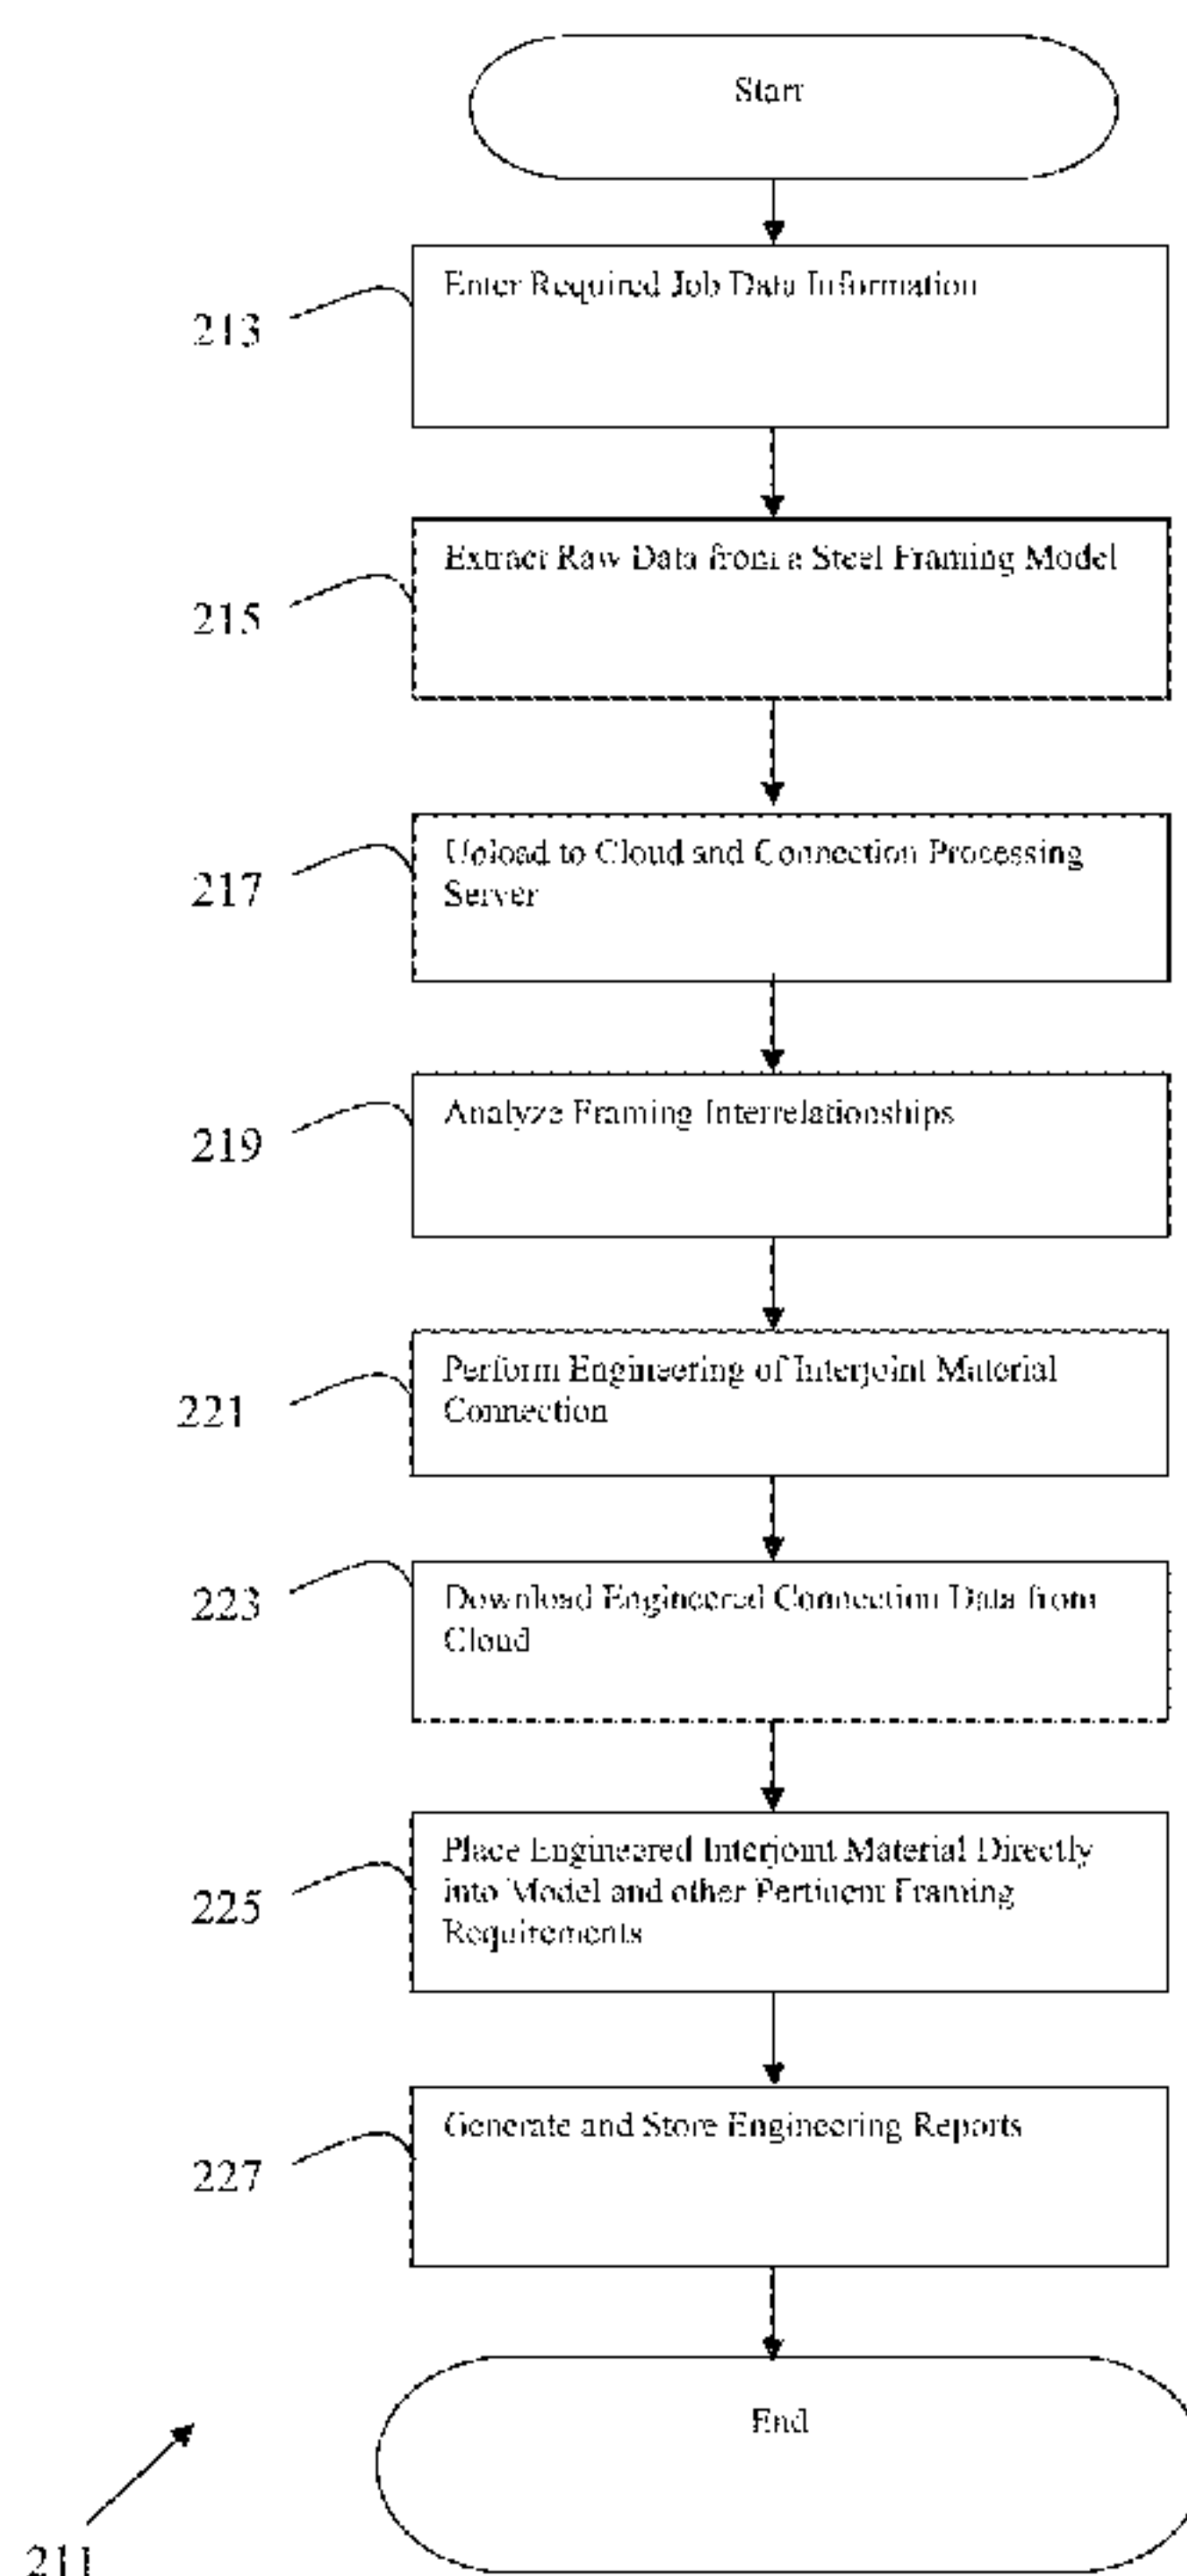 Start
Enter Required Job Data Information
213
Extract Raw Data from a Steel Framing Model
215
Upload to Cloud and Connection Processing
Server
217
Analyze Framing Interrelationships
219
Perform Engineering of Interjoint Material
Connection
221
Download Engineered Connection Data from
Cloud
223
Place Engineered Interjoint Material Directly
into Model and other Pertinent Framing
Requirements
225
Generate and Store Engineering Reports
227
End
211